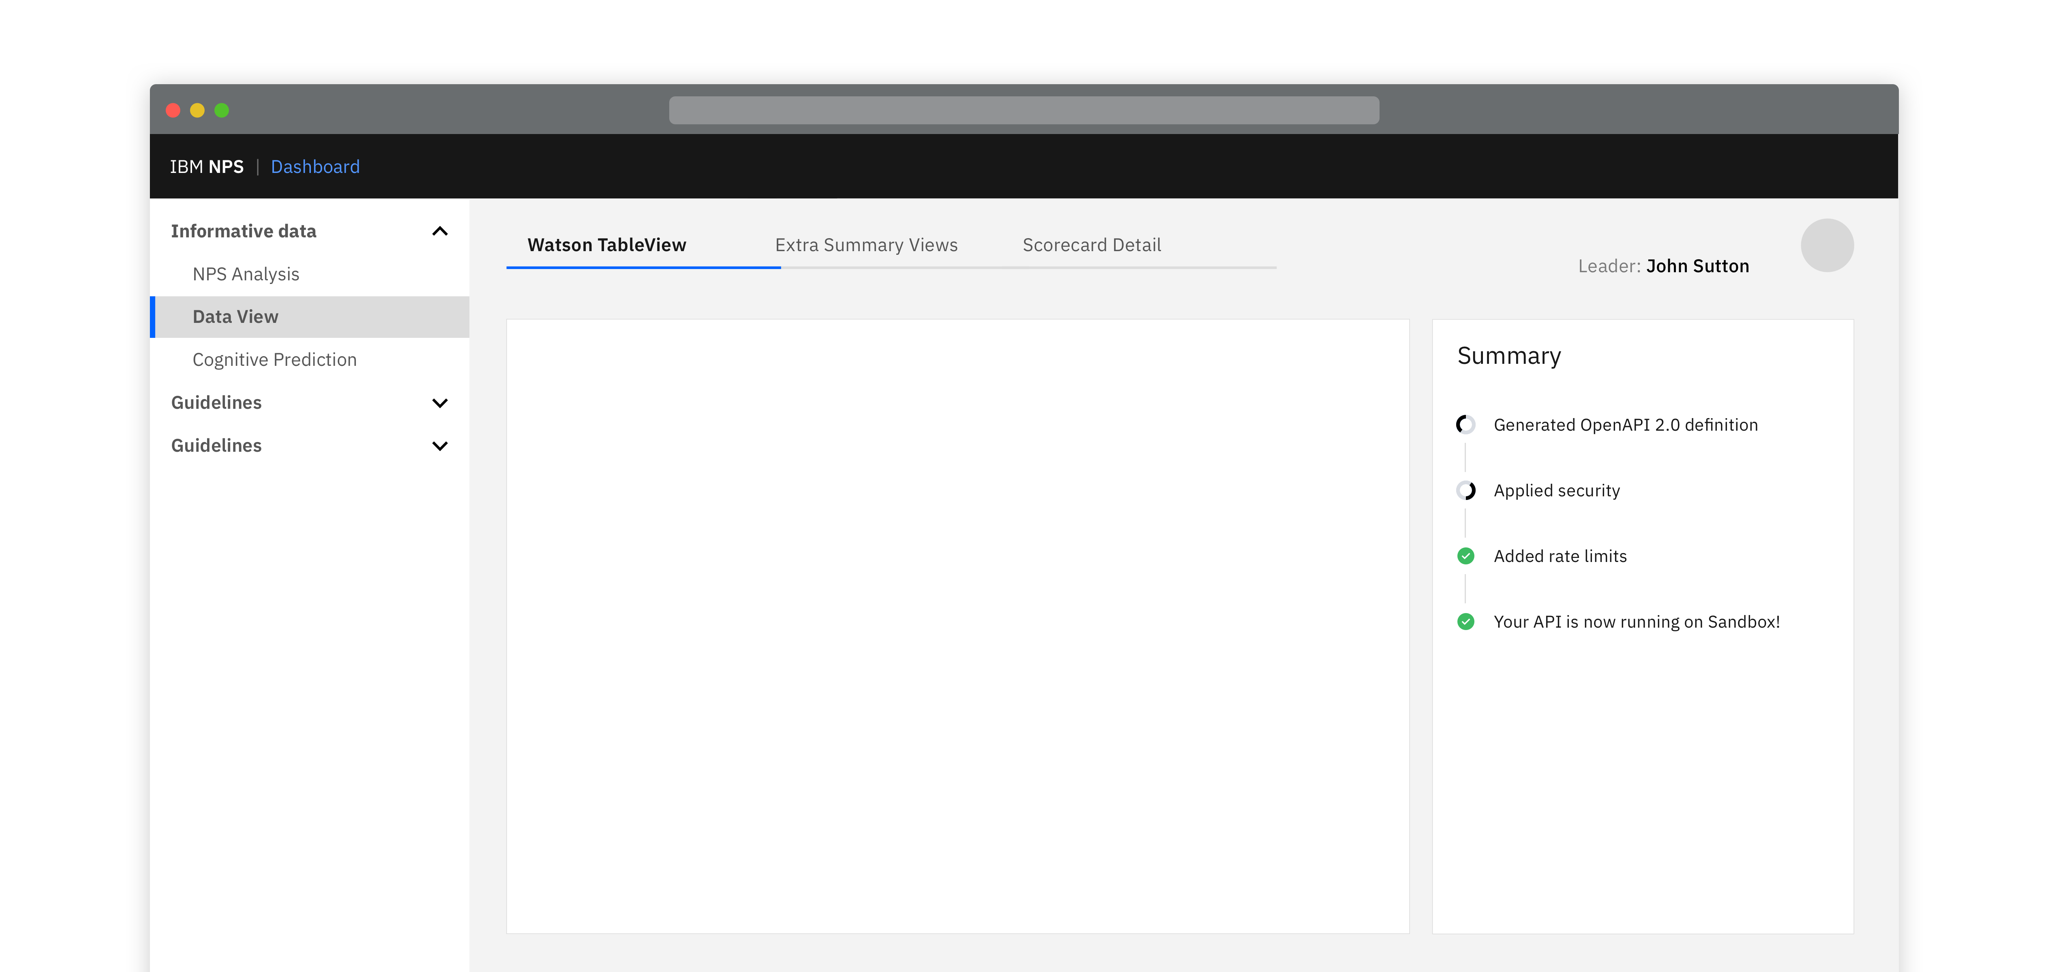 IBM NPS | Dashboard
Informative data
NPS Analysis
Data View
Cognitive Prediction
Guidelines
Guidelines
Watson TableView
Extra Summary Views
Scorecard Detail
Leader: John Sutton
Summary
Generated OpenAPI 2.0 definition
Applied security
Added rate limits
Your API is now running on Sandbox!